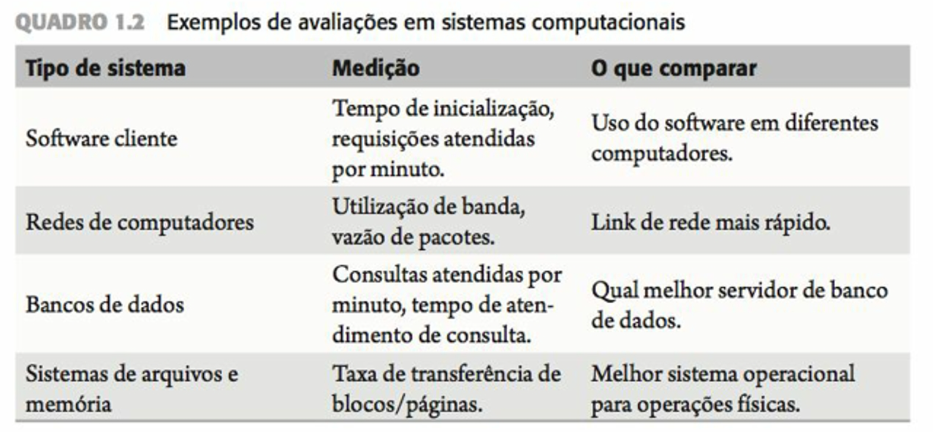 QUADRO 1.2 Exemplos de avaliações em sistemas computacionais
Tipo de sistema Medição O que comparar
Software cliente
Tempo de inicialização,
requisições atendidas
por minuto.
Uso do software em diferentes
computadores.
Redes de computadores
Utilização de banda,
vazão de pacotes.
Link de rede mais rápido.
Bancos de dados
Consultas atendidas por
minuto, tempo de aten-
dimento de consulta.
Qual melhor servidor de banco
de dados.
Sistemas de arquivos e
memória
Taxa de transferência de
blocos/páginas.
Melhor sistema operacional
para operações físicas.